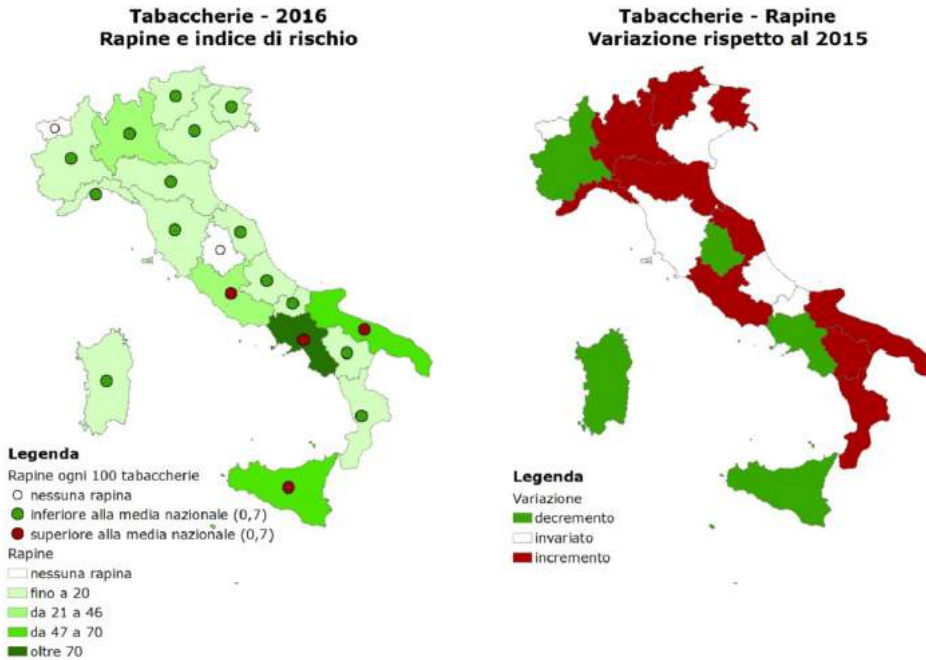 Tabaccherie - 2016
Rapine e indice di rischio
Legenda
Rapine ogni 100 tabaccherie
nessuna rapina
inferiore alla media nazionale (0,7)
superiore alla media nazionale (0,7)
Rapine
nessuna rapina
fino a 20
da 21 a 46
da 47 a 70
oltre 70
Tabaccherie - Rapine
Variazione rispetto al 2015
Legenda
Variazione
decremento
invariato
incremento